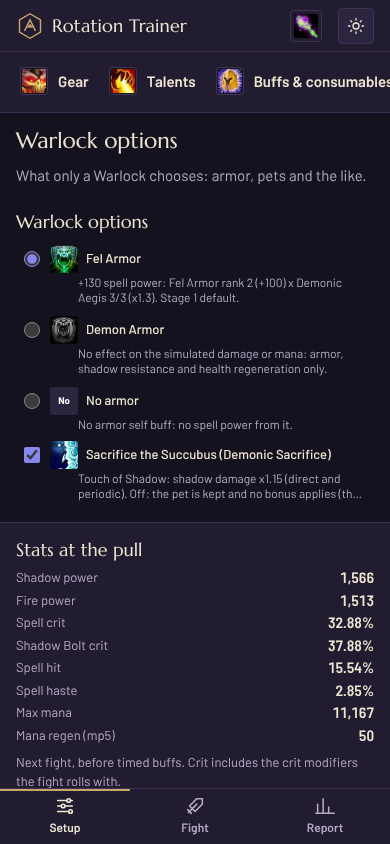 Rotation Trainer
Gear
Talents
Buffs & consumables
Warlock options
What only a Warlock chooses: armor, pets and the like.
Warlock options
Fel Armor
+130 spell power: Fel Armor rank 2 (+100) x Demonic
Aegis 3/3 (x1.3). Stage 1 default.
Demon Armor
No effect on the simulated damage or mana: armor,
shadow resistance and health regeneration only.
No
No armor
No armor self buff: no spell power from it.
Sacrifice the Succubus (Demonic Sacrifice)
Touch of Shadow: shadow damage x1.15 (direct and
periodic). Off: the pet is kept and no bonus applies (th…
Stats at the pull
Shadow power 1,566
Fire power 1,513
Spell crit 32.88%
Shadow Bolt crit 37.88%
Spell hit 15.54%
Spell haste 2.85%
Max mana 11,167
Mana regen (mp5) 50
Next fight, before timed buffs. Crit includes the crit modifiers
the fight rolls with.
Setup
Fight
Report